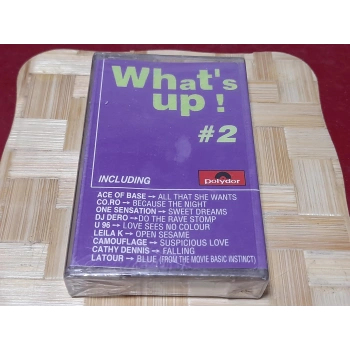 What's
up !
#2
INCLUDING
polydor
ACE OF BASE → ALL THAT SHE WANTS
CO.RO → BECAUSE THE NIGHT
ONE SENSATION → SWEET DREAMS
DJ DERO → DO THE RAVE STOMP
U 96 → LOVE SEES NO COLOUR
LEILA K → OPEN SESAME
CAMOUFLAGE → SUSPICIOUS LOVE
CATHY DENNIS → FALLING
LATOUR → BLUE (FROM THE MOVIE BASIC INSTINCT)